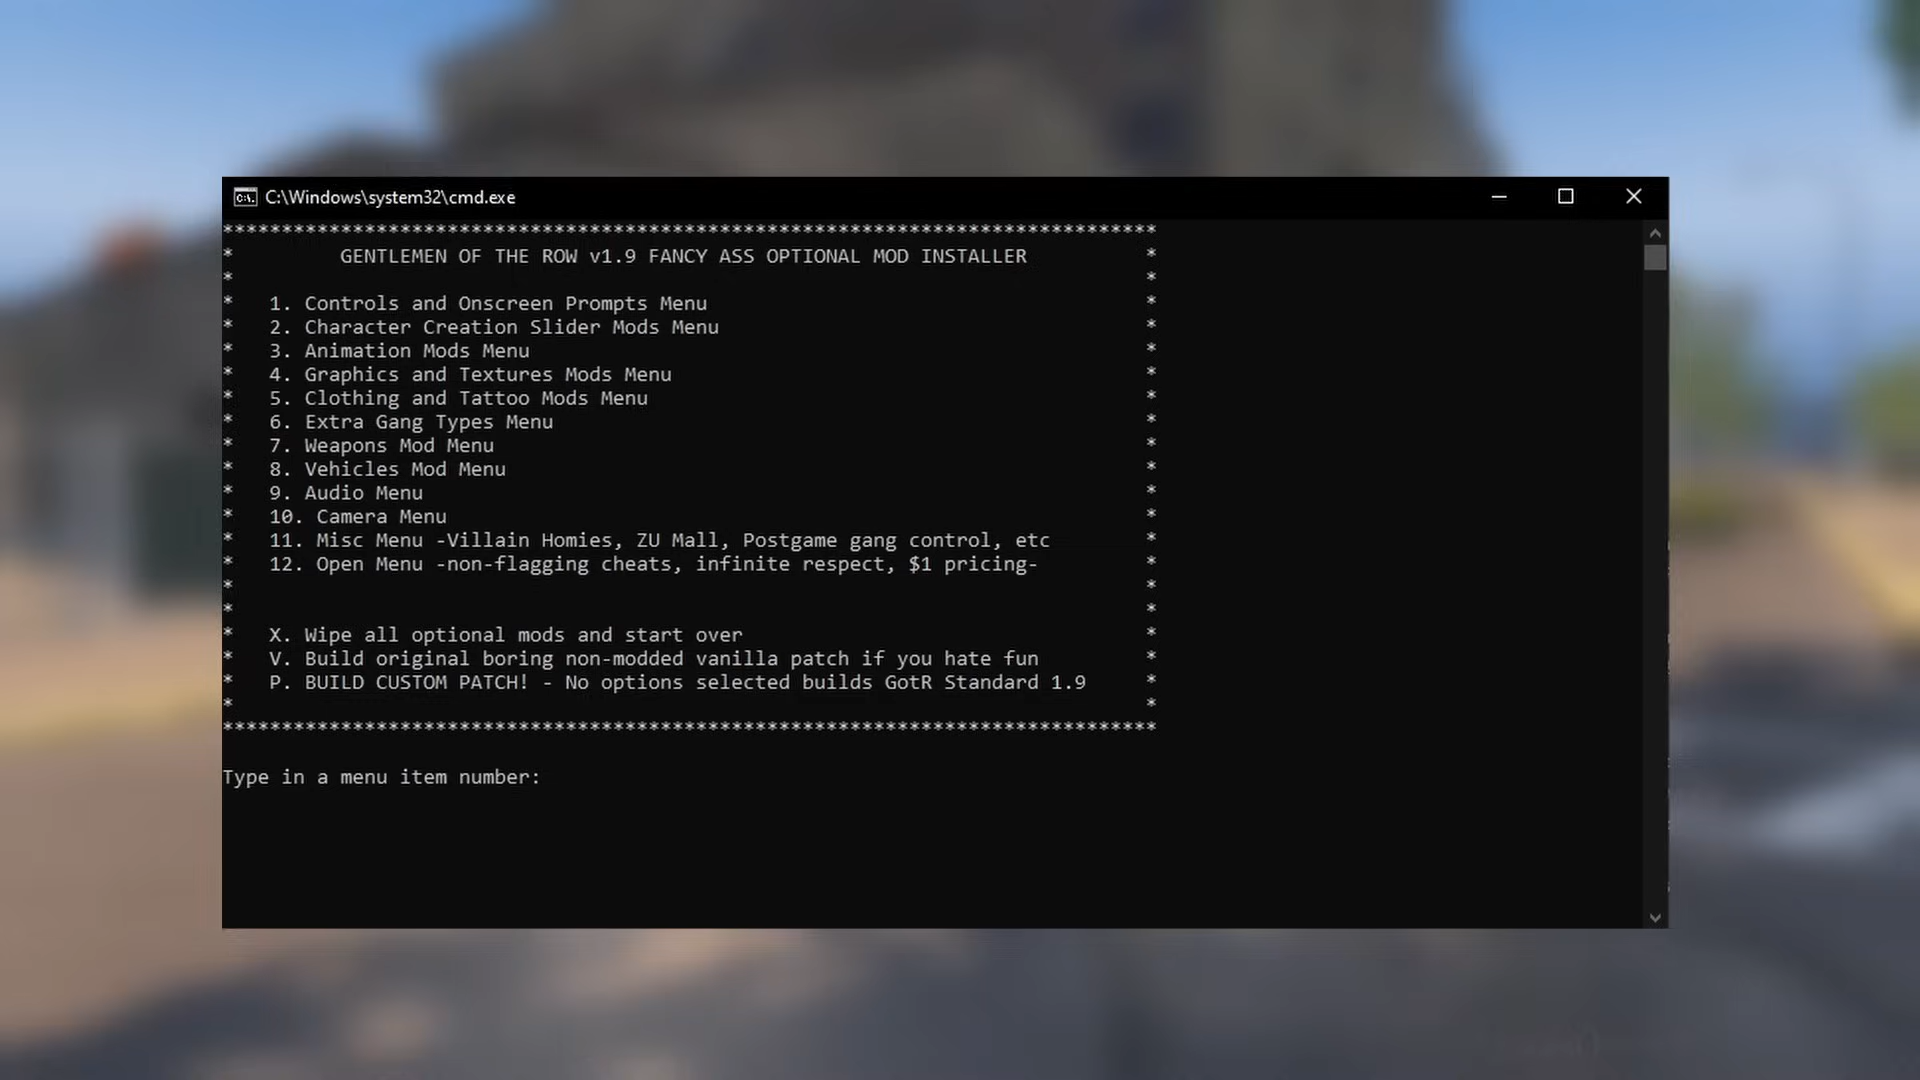 C:\Windows\system32\cmd.exe
*******************************************************************************
* GENTLEMEN OF THE ROW v1.9 FANCY ASS OPTIONAL MOD INSTALLER *
* *
* 1. Controls and Onscreen Prompts Menu *
* 2. Character Creation Slider Mods Menu *
* 3. Animation Mods Menu *
* 4. Graphics and Textures Mods Menu *
* 5. Clothing and Tattoo Mods Menu *
* 6. Extra Gang Types Menu *
* 7. Weapons Mod Menu *
* 8. Vehicles Mod Menu *
* 9. Audio Menu *
* 10. Camera Menu *
* 11. Misc Menu -Villain Homies, ZU Mall, Postgame gang control, etc *
* 12. Open Menu -non-flagging cheats, infinite respect, $1 pricing- *
* *
* *
* X. Wipe all optional mods and start over *
* V. Build original boring non-modded vanilla patch if you hate fun *
* P. BUILD CUSTOM PATCH! - No options selected builds GotR Standard 1.9 *
* *
*******************************************************************************
Type in a menu item number: